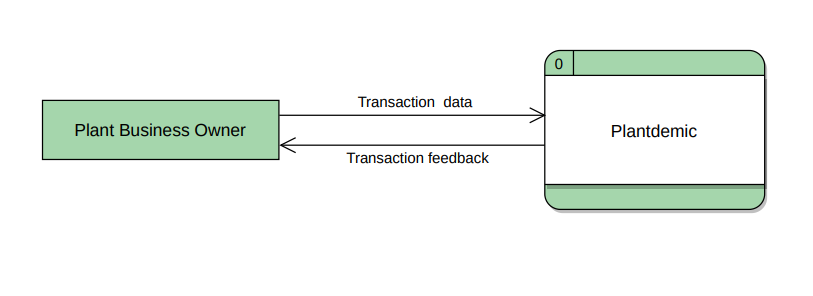 0
Transaction  data
Plant Business Owner
Plantdemic
Transaction feedback